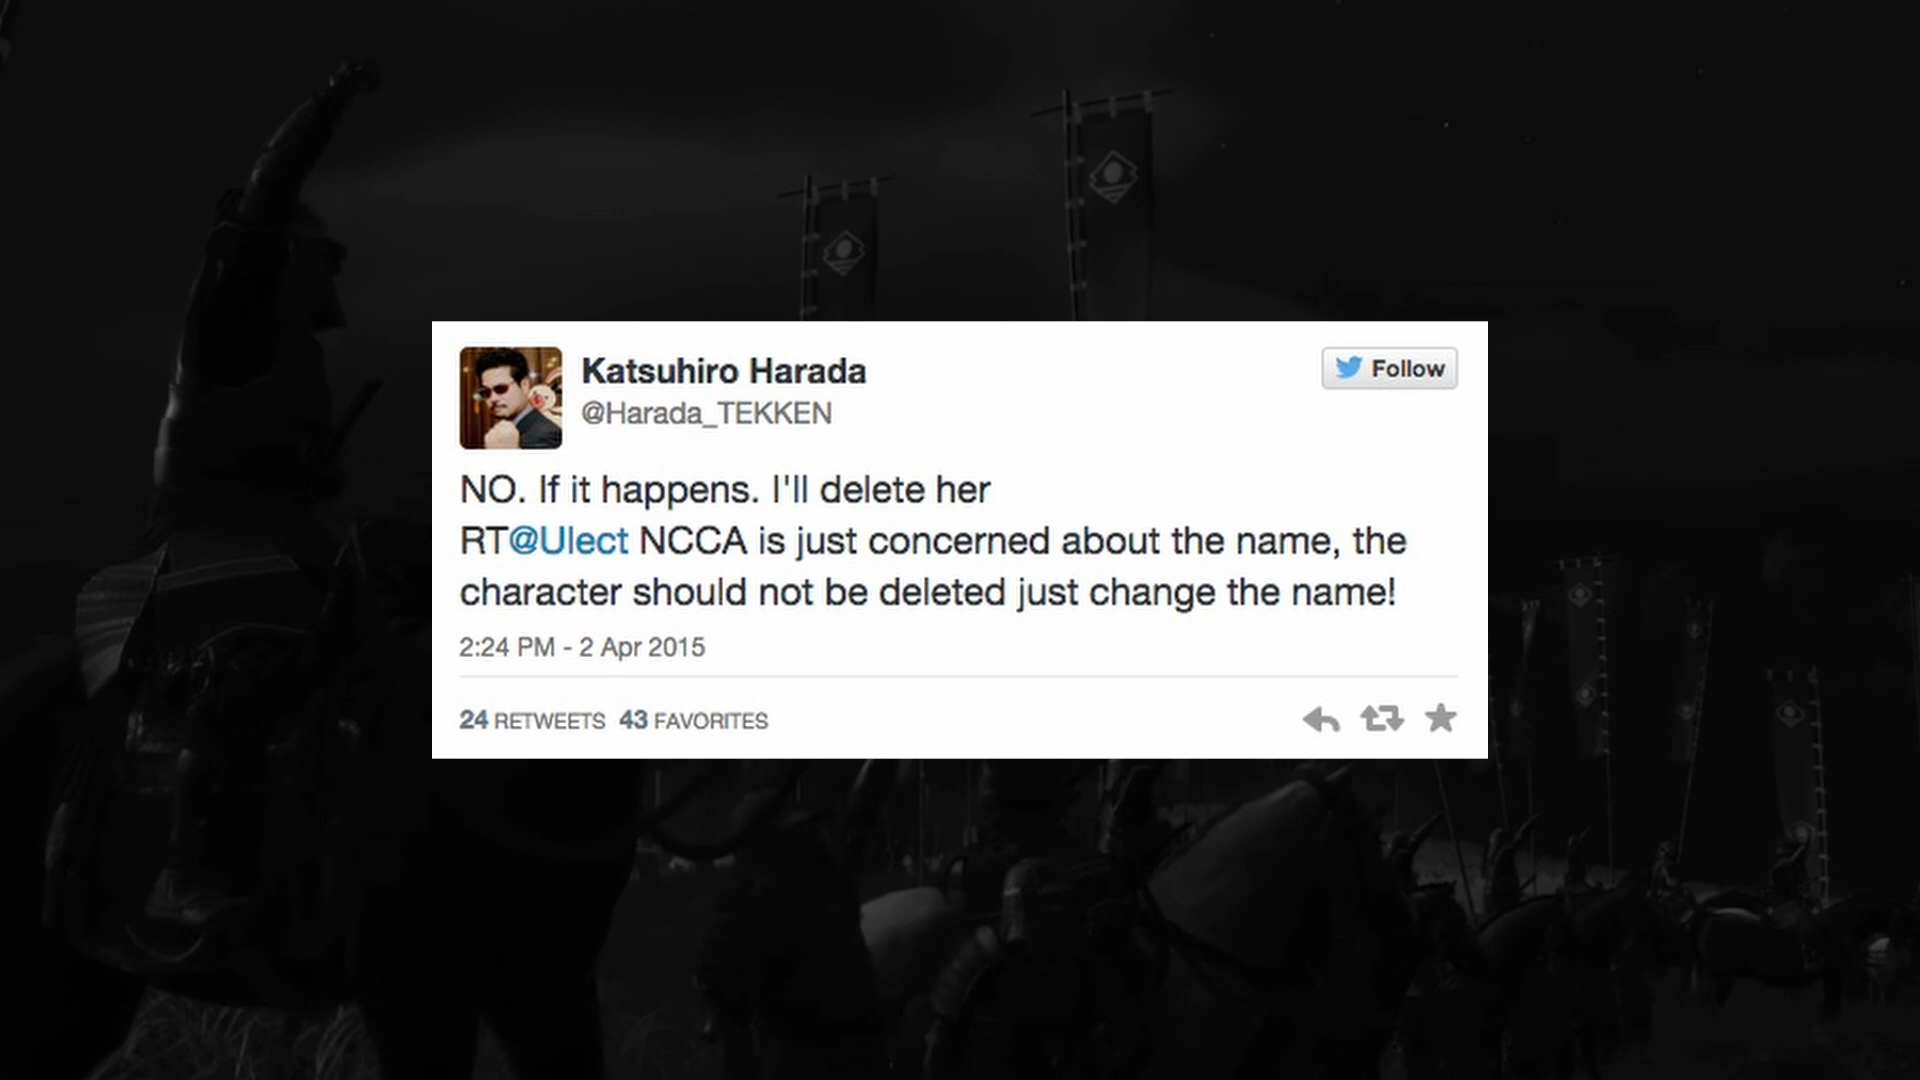 Katsuhiro Harada
@Harada_TEKKEN
Follow
NO. If it happens. I'll delete her
RT@Ulect NCCA is just concerned about the name, the
character should not be deleted just change the name!
2:24 PM - 2 Apr 2015
24 RETWEETS 43 FAVORITES